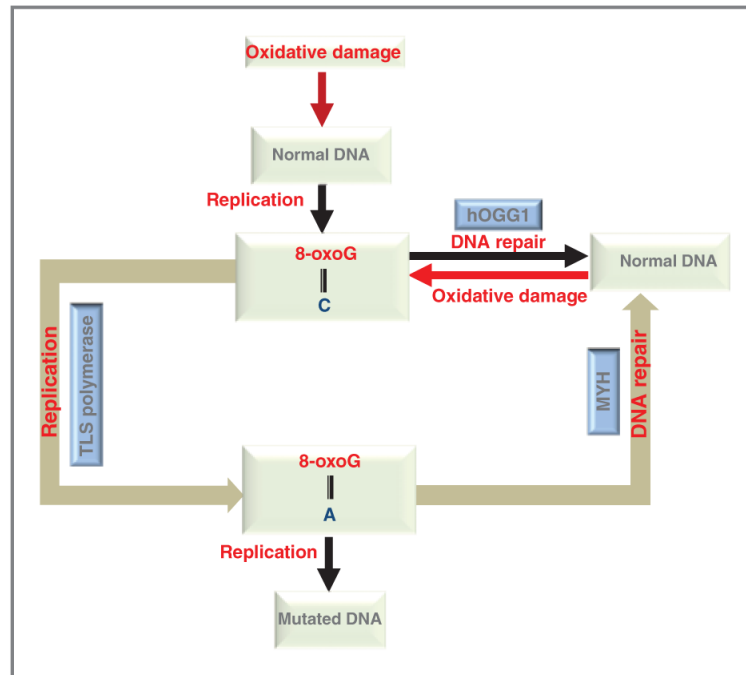 Oxidative damage
Normal DNA
Replication
hOGG1
DNA repair
8-oxoG
C
Normal DNA
Oxidative damage
Replication
TLS polymerase
MYH
DNA repair
8-oxoG
A
Replication
Mutated DNA